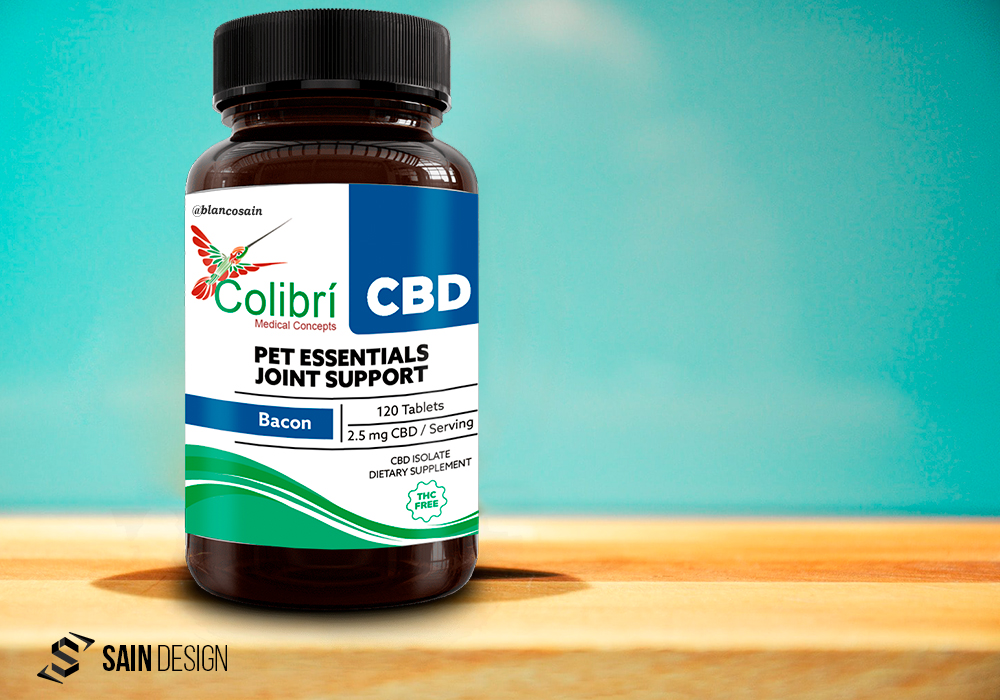 @blancosain
Colibrí
Medical Concepts
CBD
PET ESSENTIALS
JOINT SUPPORT
Bacon
120 Tablets
2.5 mg CBD / Serving
CBD ISOLATE
DIETARY SUPPLEMENT
THC
FREE
SAIN DESIGN